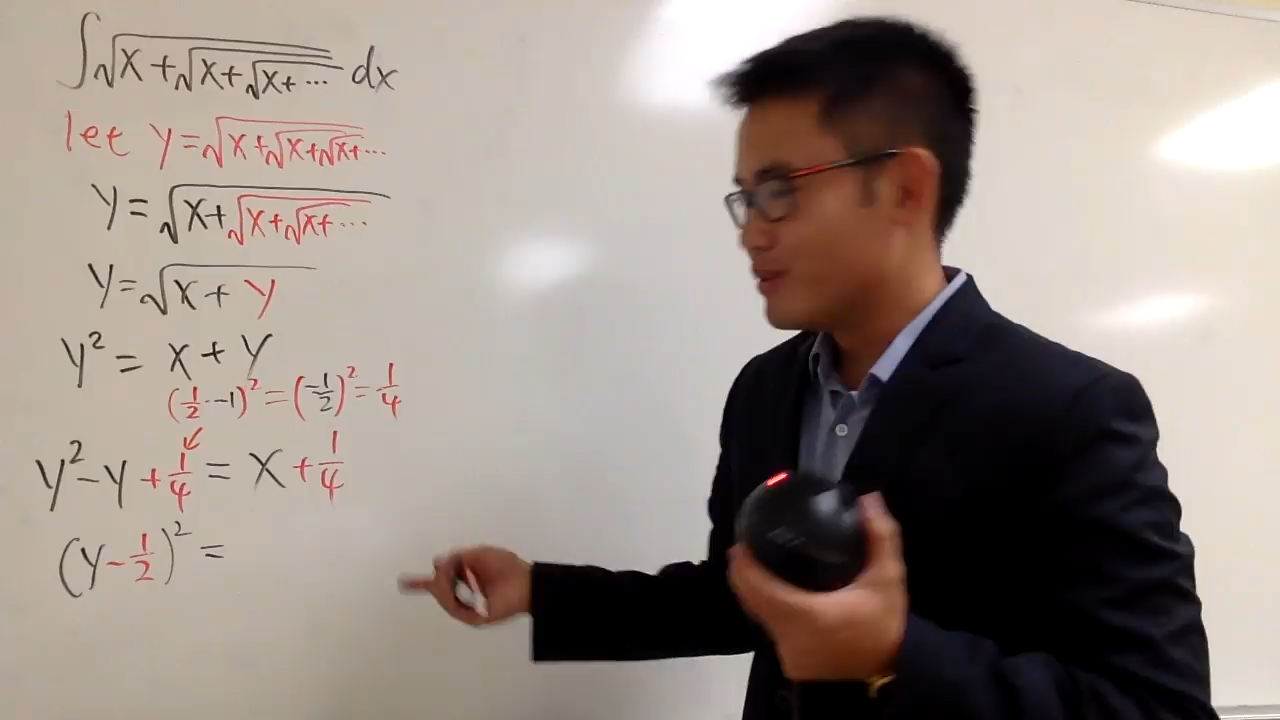 ∫√(x+√(x+√(x+⋯ dx
let y=√(x+√(x+√(x+⋯
y=√(x+√(x+√(x+⋯
y=√(x+y)
y² = x+y
(1/2·-1)²=(-1/2)²=1/4
y²-y+1/4 = x+1/4
(y-1/2)² =